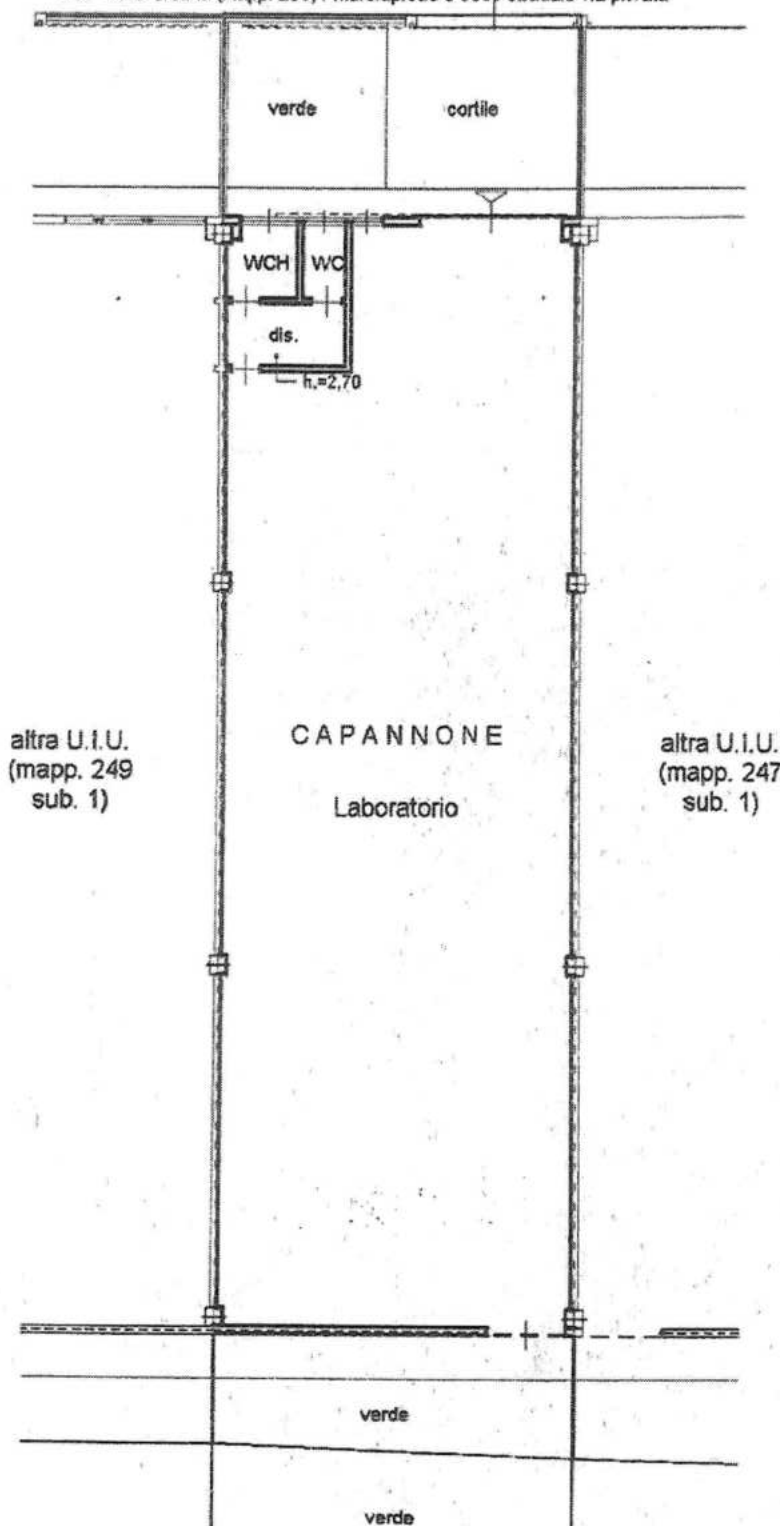 verde
cortile
WCH
WC
dis.
h.=2,70
altra U.I.U.
(mapp. 249
sub. 1)
CAPANNONE
Laboratorio
altra U.I.U.
(mapp. 247
sub. 1)
verde
verde